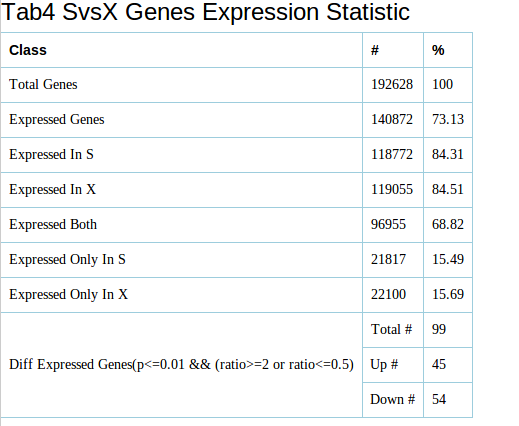 Tab4 SvsX Genes Expression Statistic
Class # %
Total Genes 192628 100
Expressed Genes 140872 73.13
Expressed In S 118772 84.31
Expressed In X 119055 84.51
Expressed Both 96955 68.82
Expressed Only In S 21817 15.49
Expressed Only In X 22100 15.69
Total # 99
Diff Expressed Genes(p<=0.01 && (ratio>=2 or ratio<=0.5) Up # 45
Down # 54